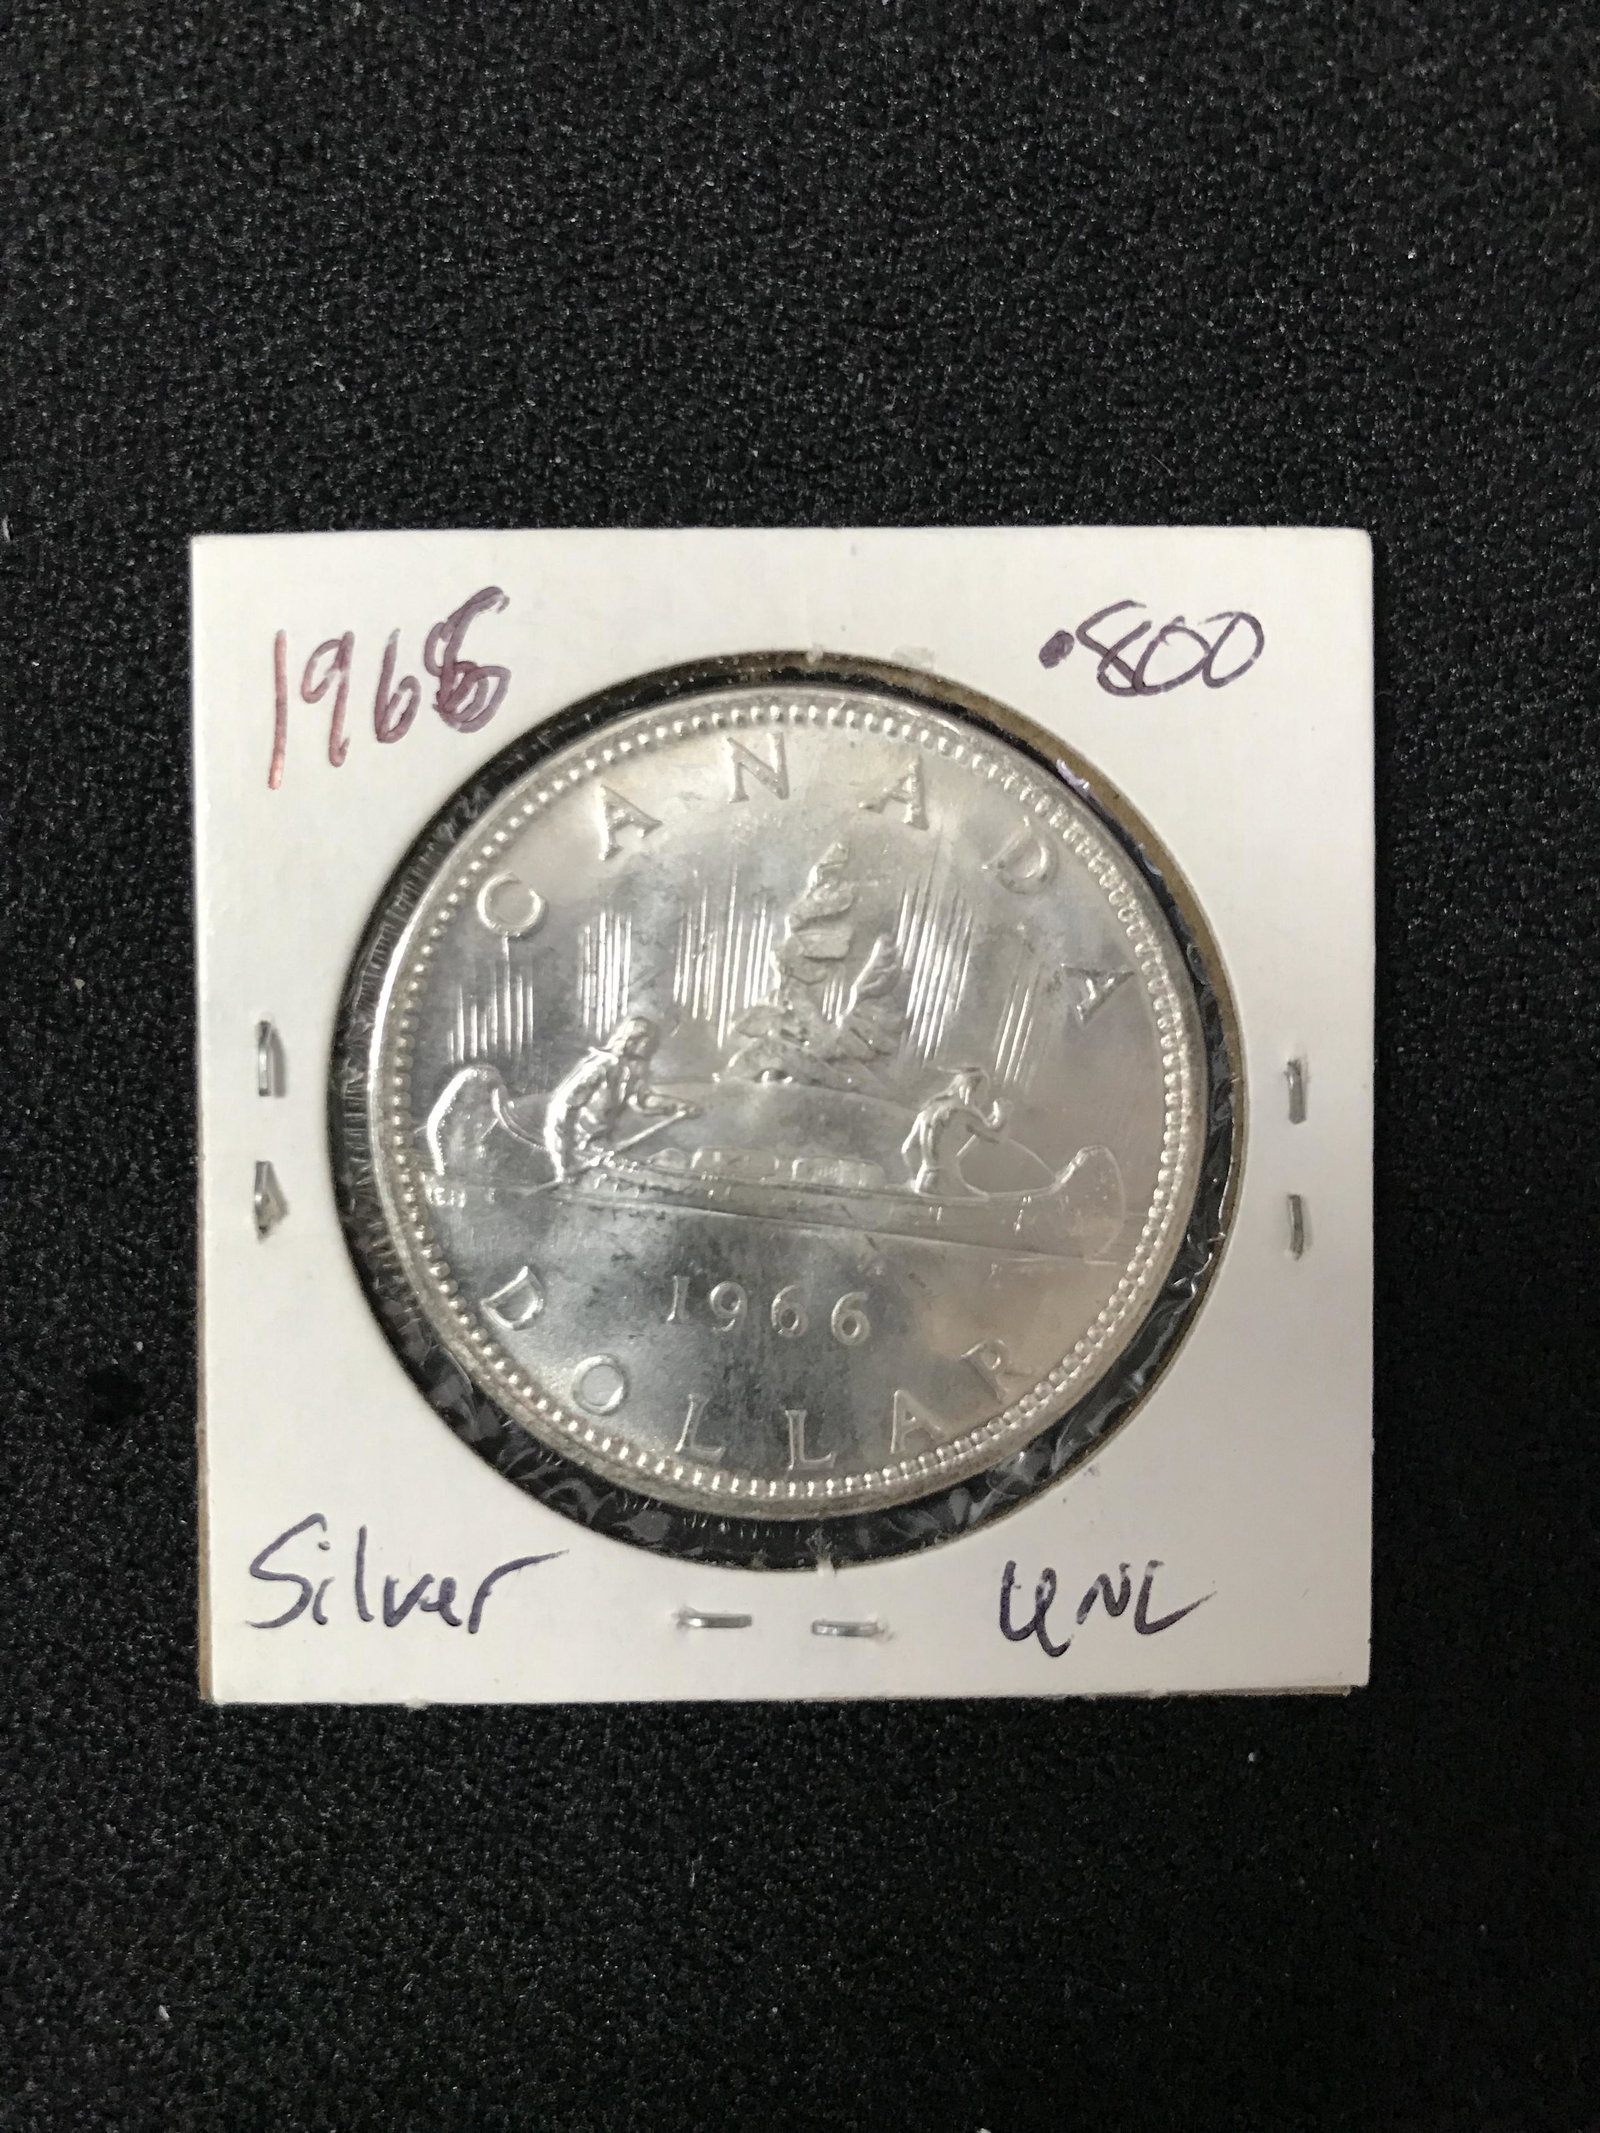 1966
.800
CANADA
1966
DOLLAR
Silver
UNC